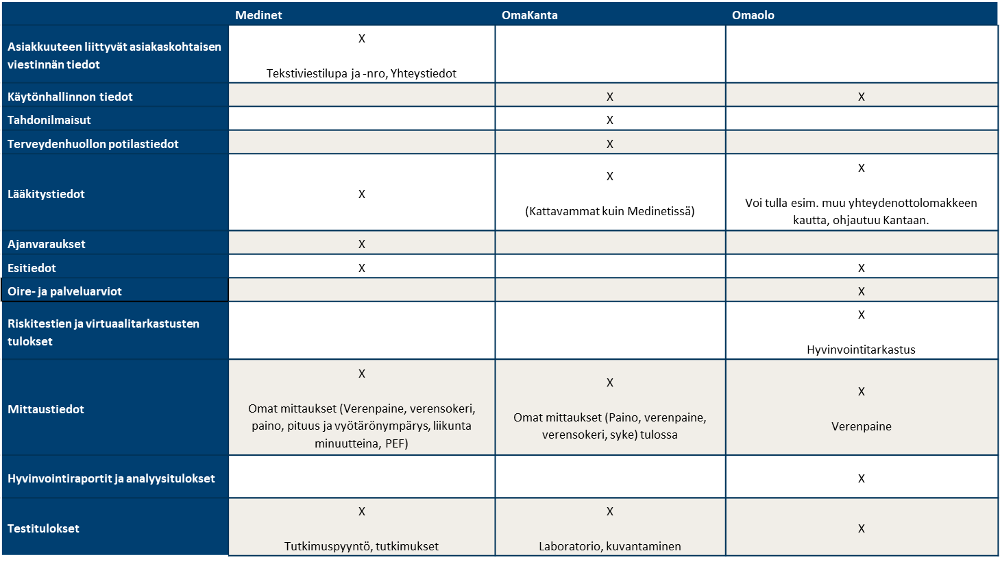 Medinet OmaKanta Omaolo
Asiakkuuteen liittyvät asiakaskohtaisen
viestinnän tiedot
X
Tekstiviestilupa ja -nro, Yhteystiedot
Käytönhallinnon tiedot X X
Tahdonilmaisut X
Terveydenhuollon potilastiedot X
Lääkitystiedot
X
X
(Kattavammat kuin Medinetissä)
X
Voi tulla esim. muu yhteydenottolomakkeen
kautta, ohjautuu Kantaan.
Ajanvaraukset X
Esitiedot X X
Oire- ja palveluarviot X
Riskitestien ja virtuaalitarkastusten
tulokset
X
Hyvinvointitarkastus
Mittaustiedot
X
Omat mittaukset (Verenpaine, verensokeri,
paino, pituus ja vyötärönympärys, liikunta
minuutteina, PEF)
X
Omat mittaukset (Paino, verenpaine,
verensokeri, syke) tulossa
X
Verenpaine
Hyvinvointiraportit ja analyysitulokset X
Testitulokset
X
Tutkimuspyyntö, tutkimukset
X
Laboratorio, kuvantaminen
X